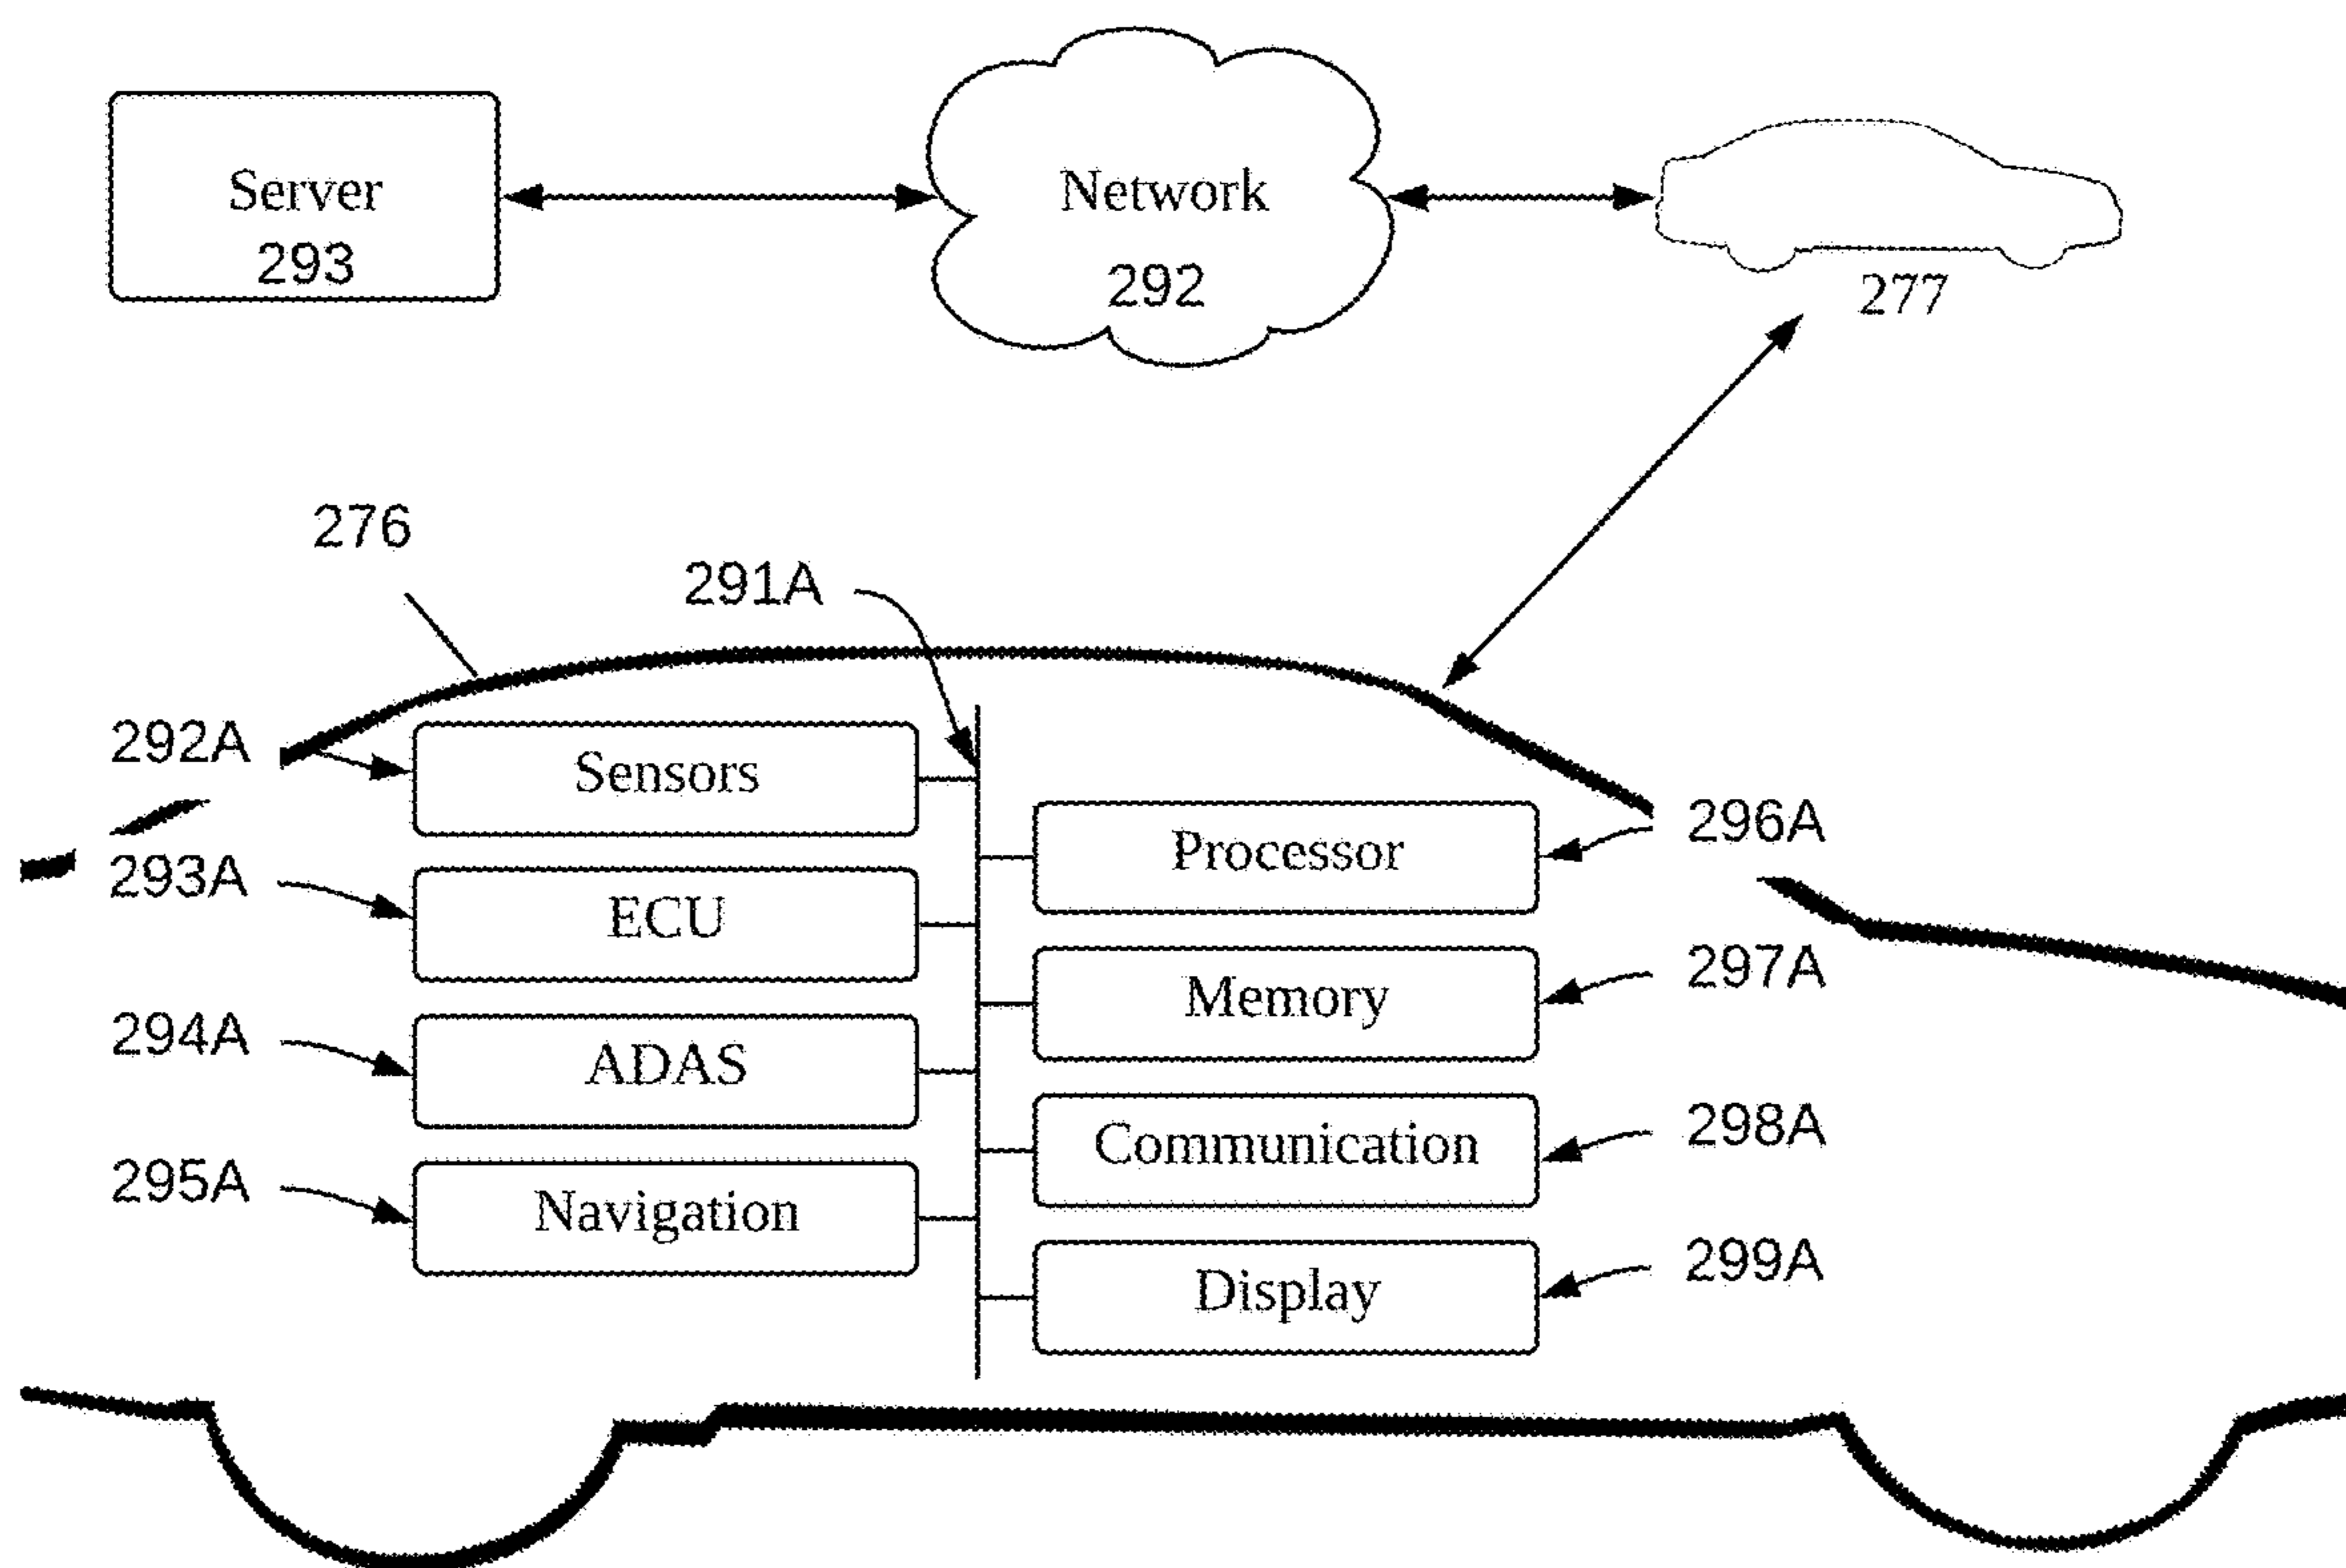 Server
293
Network
292
277
276
291A
292A
Sensors
296A
Processor
293A
ECU
297A
Memory
294A
ADAS
298A
Communication
295A
Navigation
299A
Display